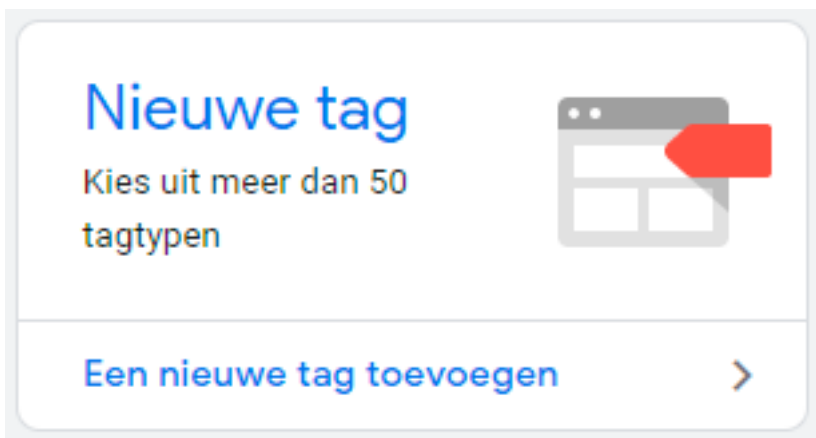 Nieuwe tag
Kies uit meer dan 50
tagtypen
Een nieuwe tag toevoegen